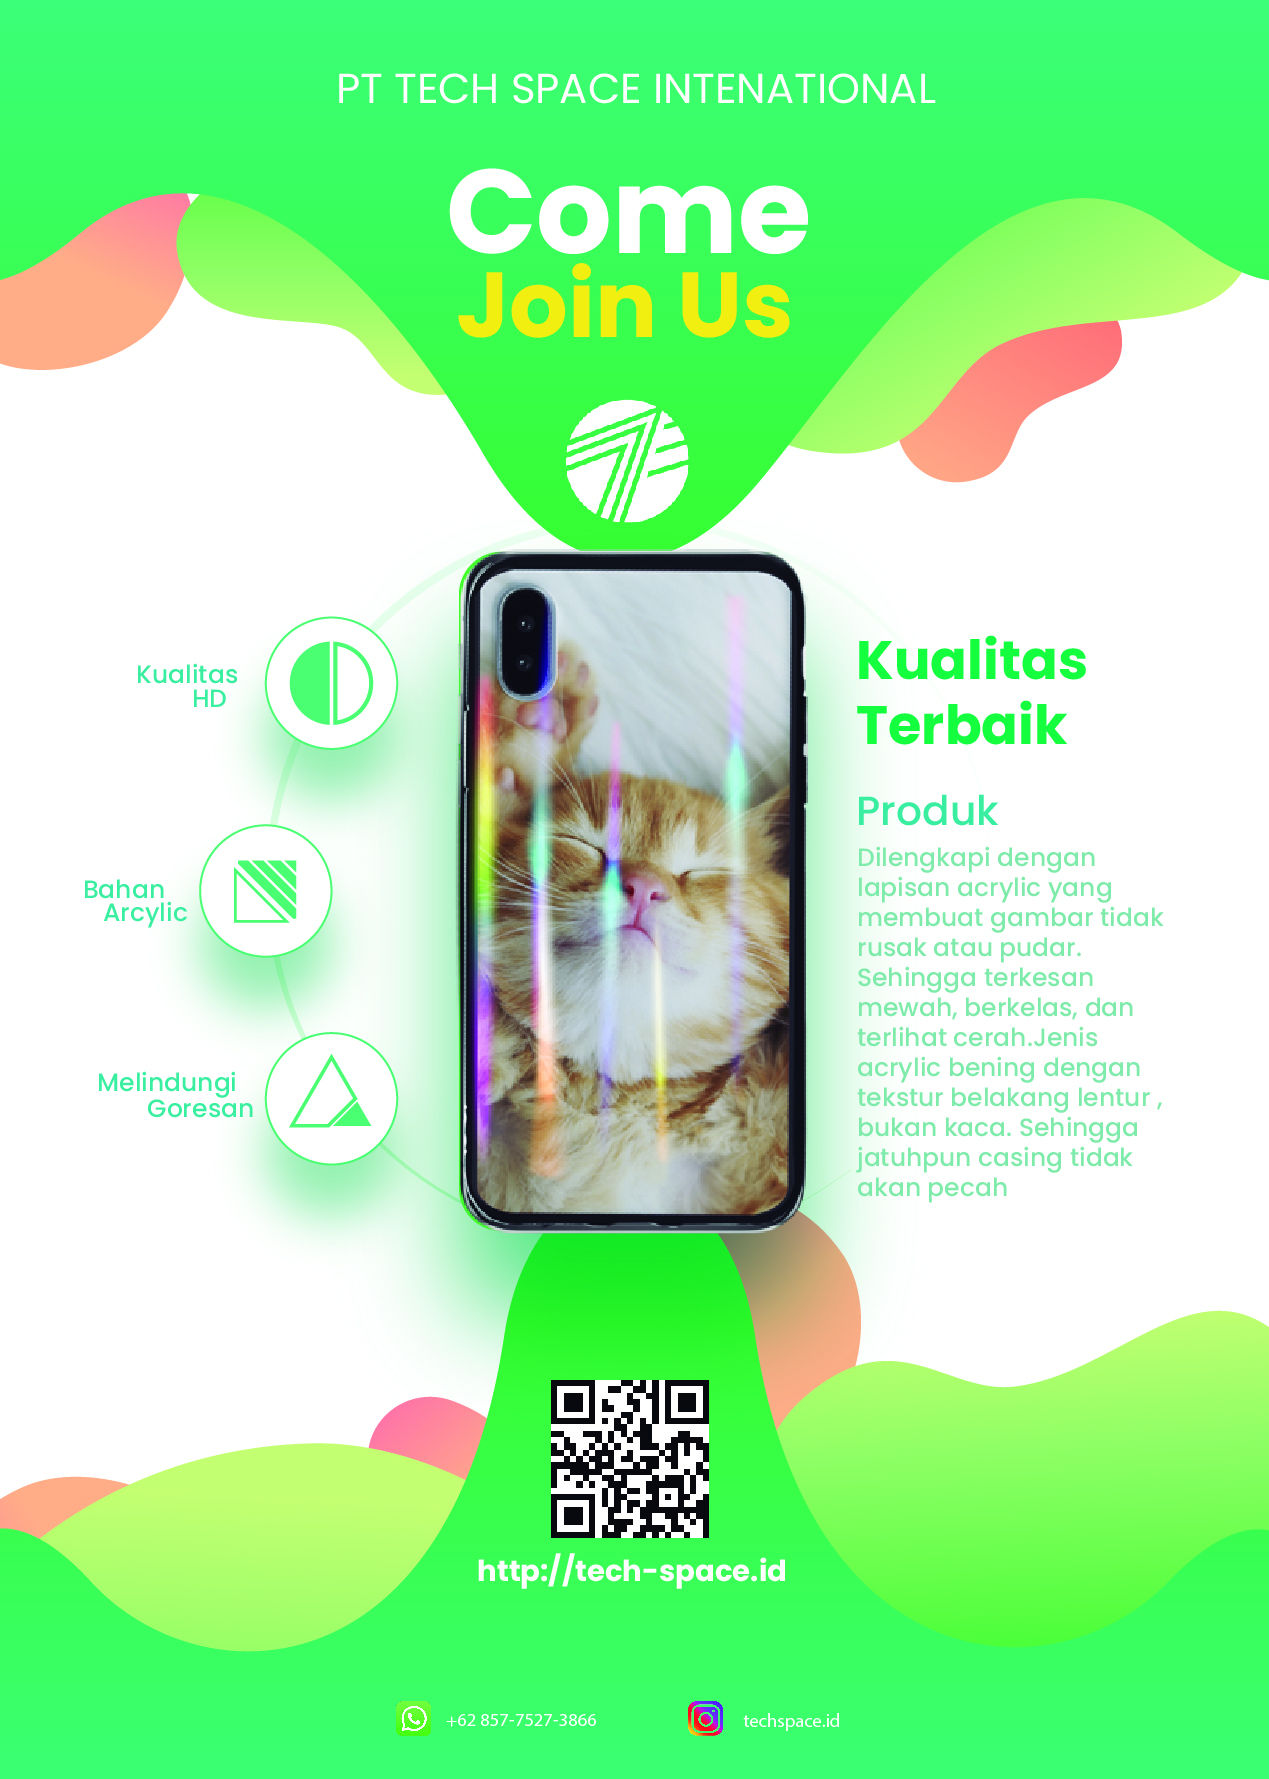 PT TECH SPACE INTENATIONAL
Come
Join Us
Kualitas
HD
Bahan
Arcylic
Melindungi
Goresan
Kualitas
Terbaik
Produk
Dilengkapi dengan
lapisan acrylic yang
membuat gambar tidak
rusak atau pudar.
Sehingga terkesan
mewah, berkelas, dan
terlihat cerah.Jenis
acrylic bening dengan
tekstur belakang lentur ,
bukan kaca. Sehingga
jatuhpun casing tidak
akan pecah
http://tech-space.id
+62 857-7527-3866
techspace.id